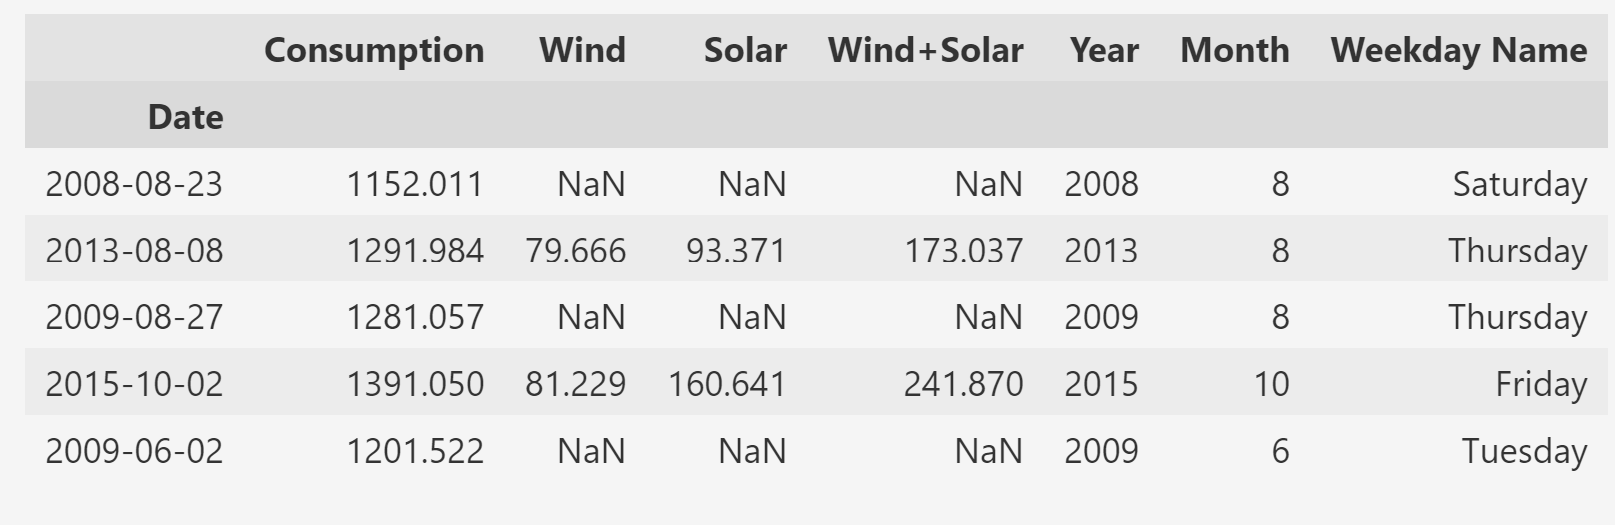 Consumption Wind Solar Wind+Solar Year Month Weekday Name
Date
2008-08-23 1152.011 NaN NaN NaN 2008 8 Saturday
2013-08-08 1291.984 79.666 93.371 173.037 2013 8 Thursday
2009-08-27 1281.057 NaN NaN NaN 2009 8 Thursday
2015-10-02 1391.050 81.229 160.641 241.870 2015 10 Friday
2009-06-02 1201.522 NaN NaN NaN 2009 6 Tuesday